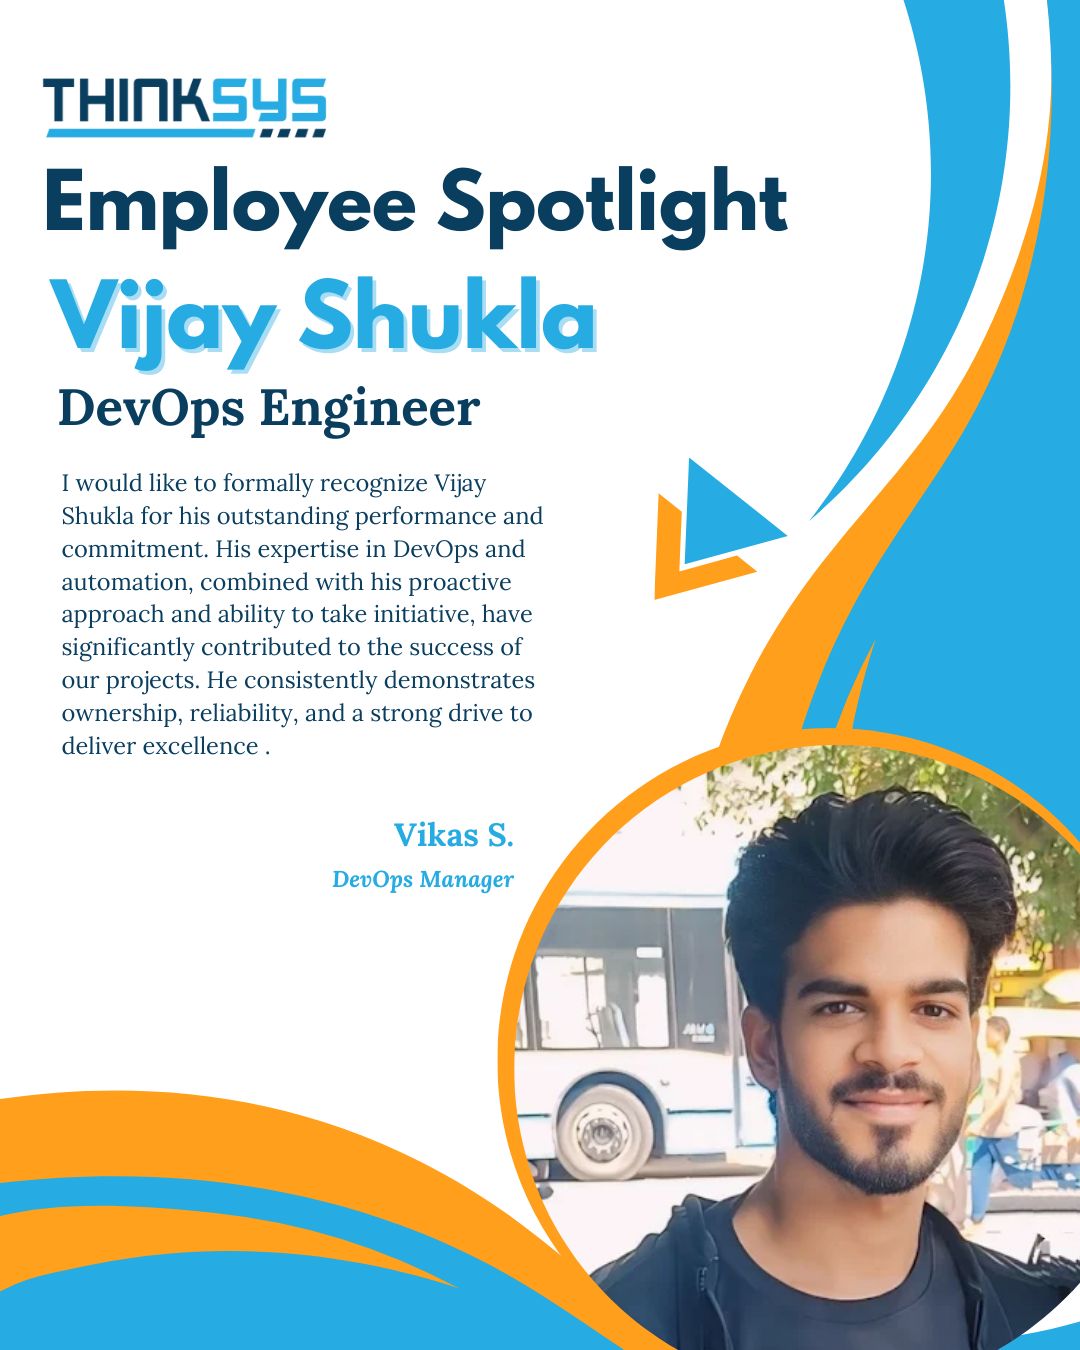 THINKSYS
Employee Spotlight
Vijay Shukla
DevOps Engineer
I would like to formally recognize Vijay
Shukla for his outstanding performance and
commitment. His expertise in DevOps and
automation, combined with his proactive
approach and ability to take initiative, have
significantly contributed to the success of
our projects. He consistently demonstrates
ownership, reliability, and a strong drive to
deliver excellence .
Vikas S.
DevOps Manager